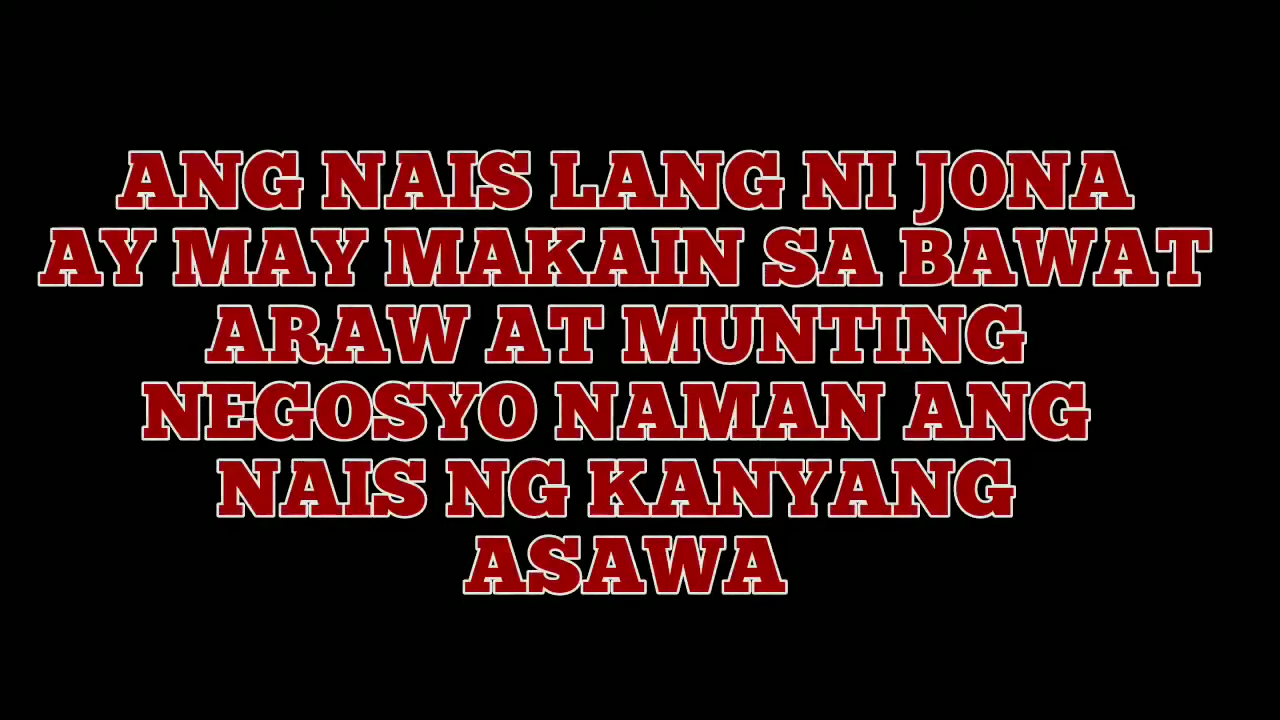 ANG NAIS LANG NI JONA
AY MAY MAKAIN SA BAWAT
ARAW AT MUNTING
NEGOSYO NAMAN ANG
NAIS NG KANYANG
ASAWA